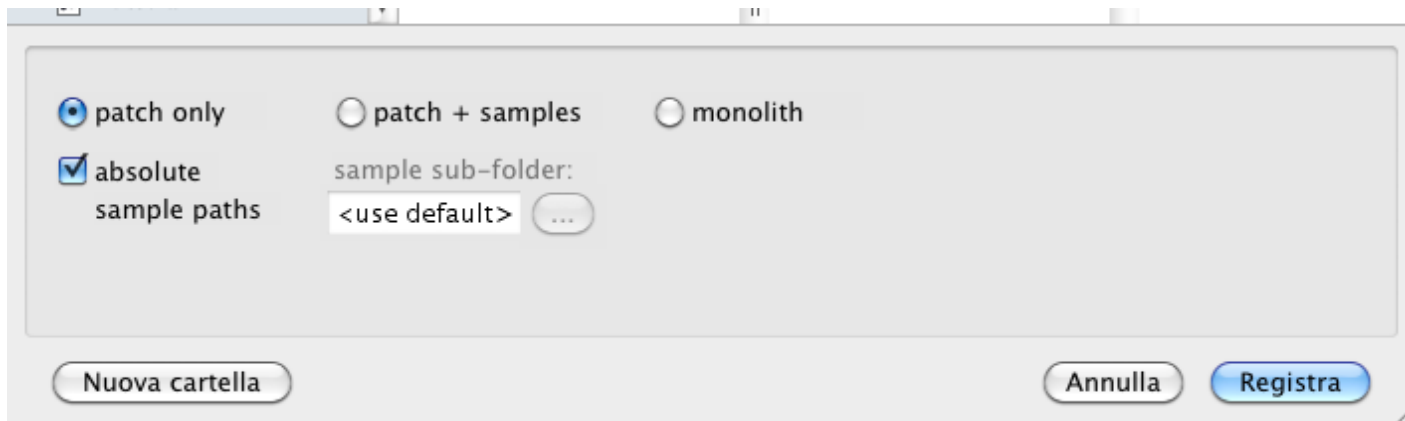 patch only patch + samples monolith
absolute sample sub-folder:
sample paths <use default> ...
Nuova cartella Annulla Registra